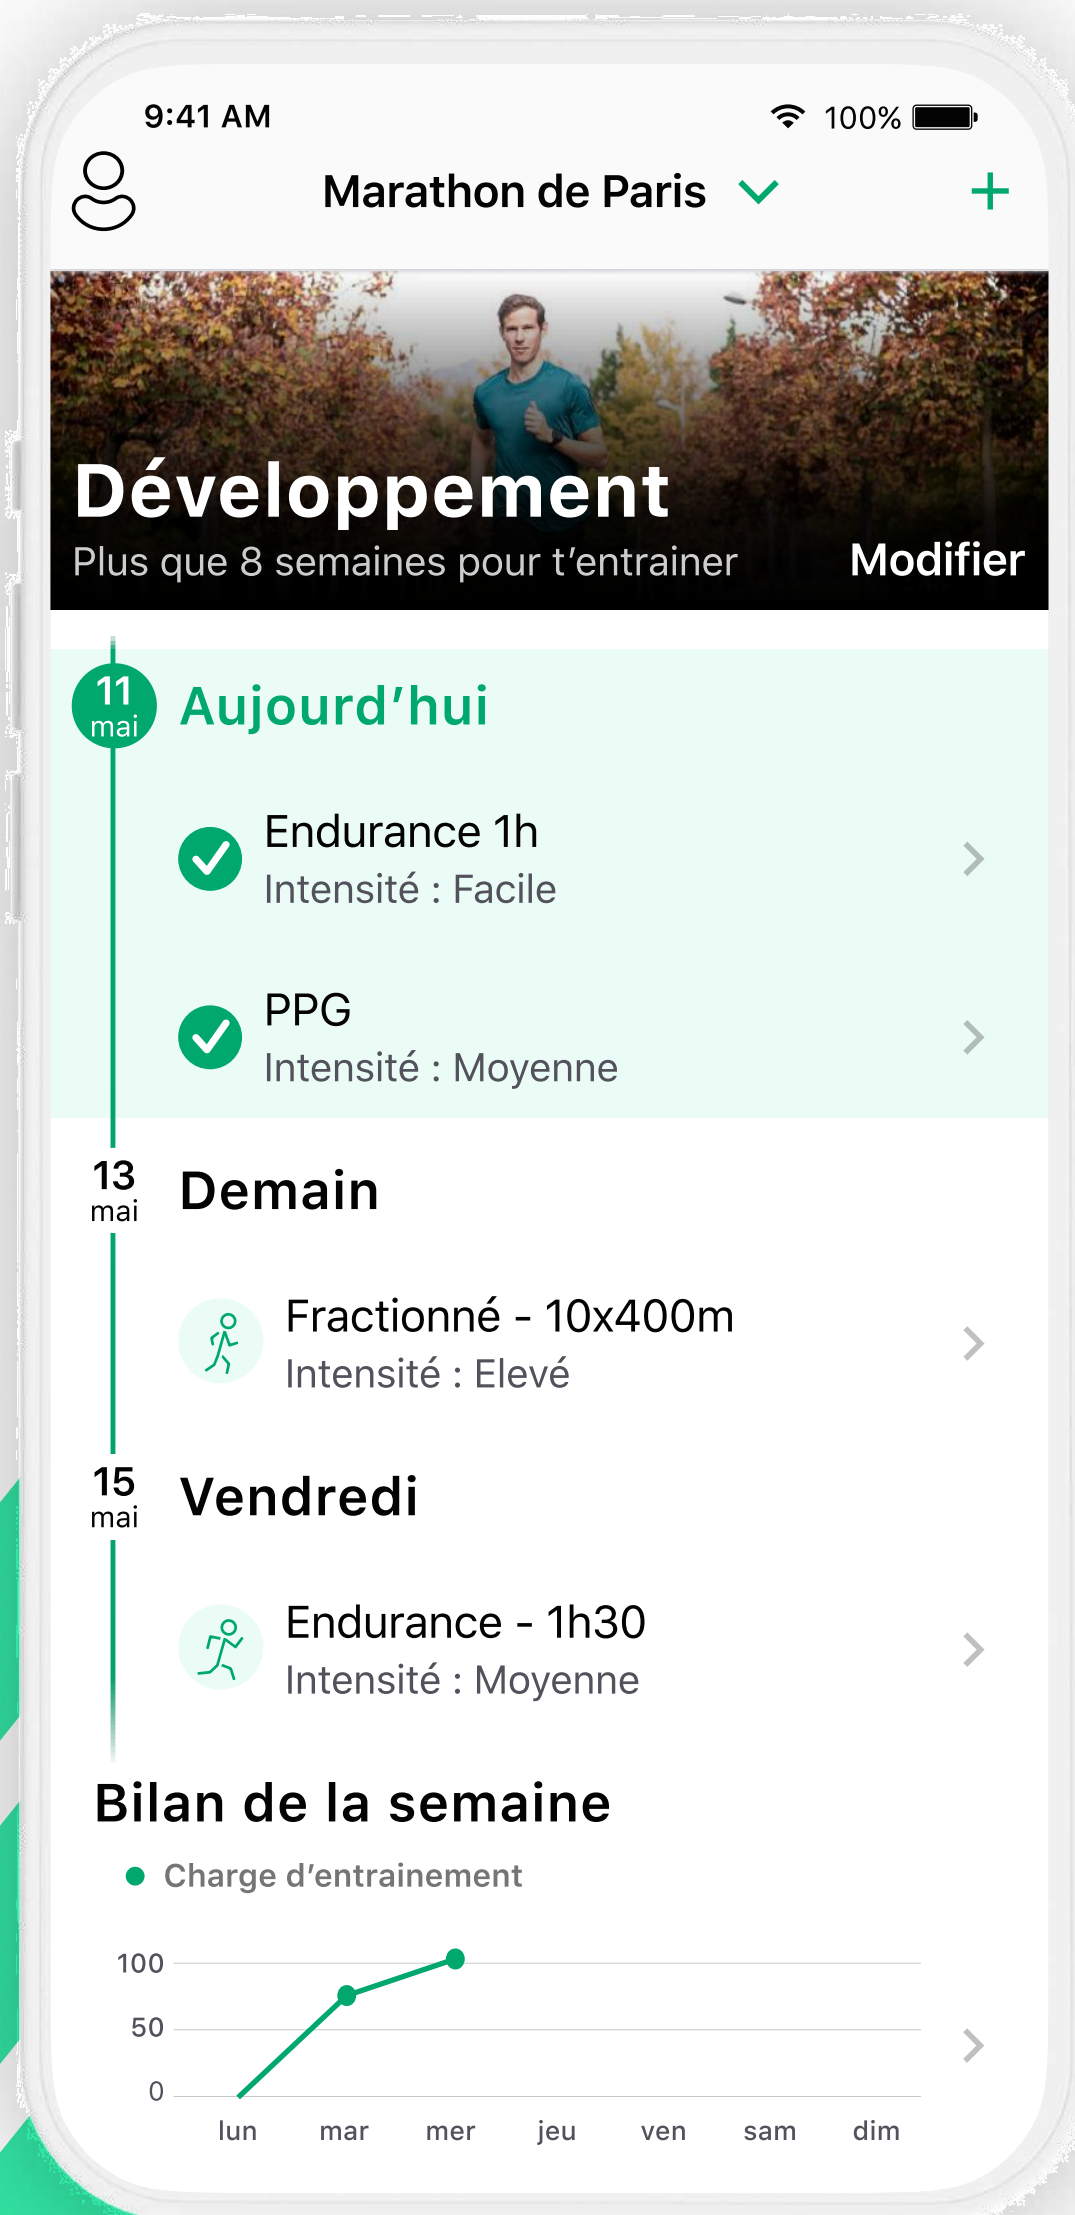 9:41 AM
100%
Marathon de Paris
Développement
Plus que 8 semaines pour t’entrainer
Modifier
11
mai
Aujourd’hui
Endurance 1h
Intensité : Facile
PPG
Intensité : Moyenne
13
mai
Demain
Fractionné - 10x400m
Intensité : Elevé
15
mai
Vendredi
Endurance - 1h30
Intensité : Moyenne
Bilan de la semaine
Charge d’entrainement
100
50
0
lun mar mer jeu ven sam dim